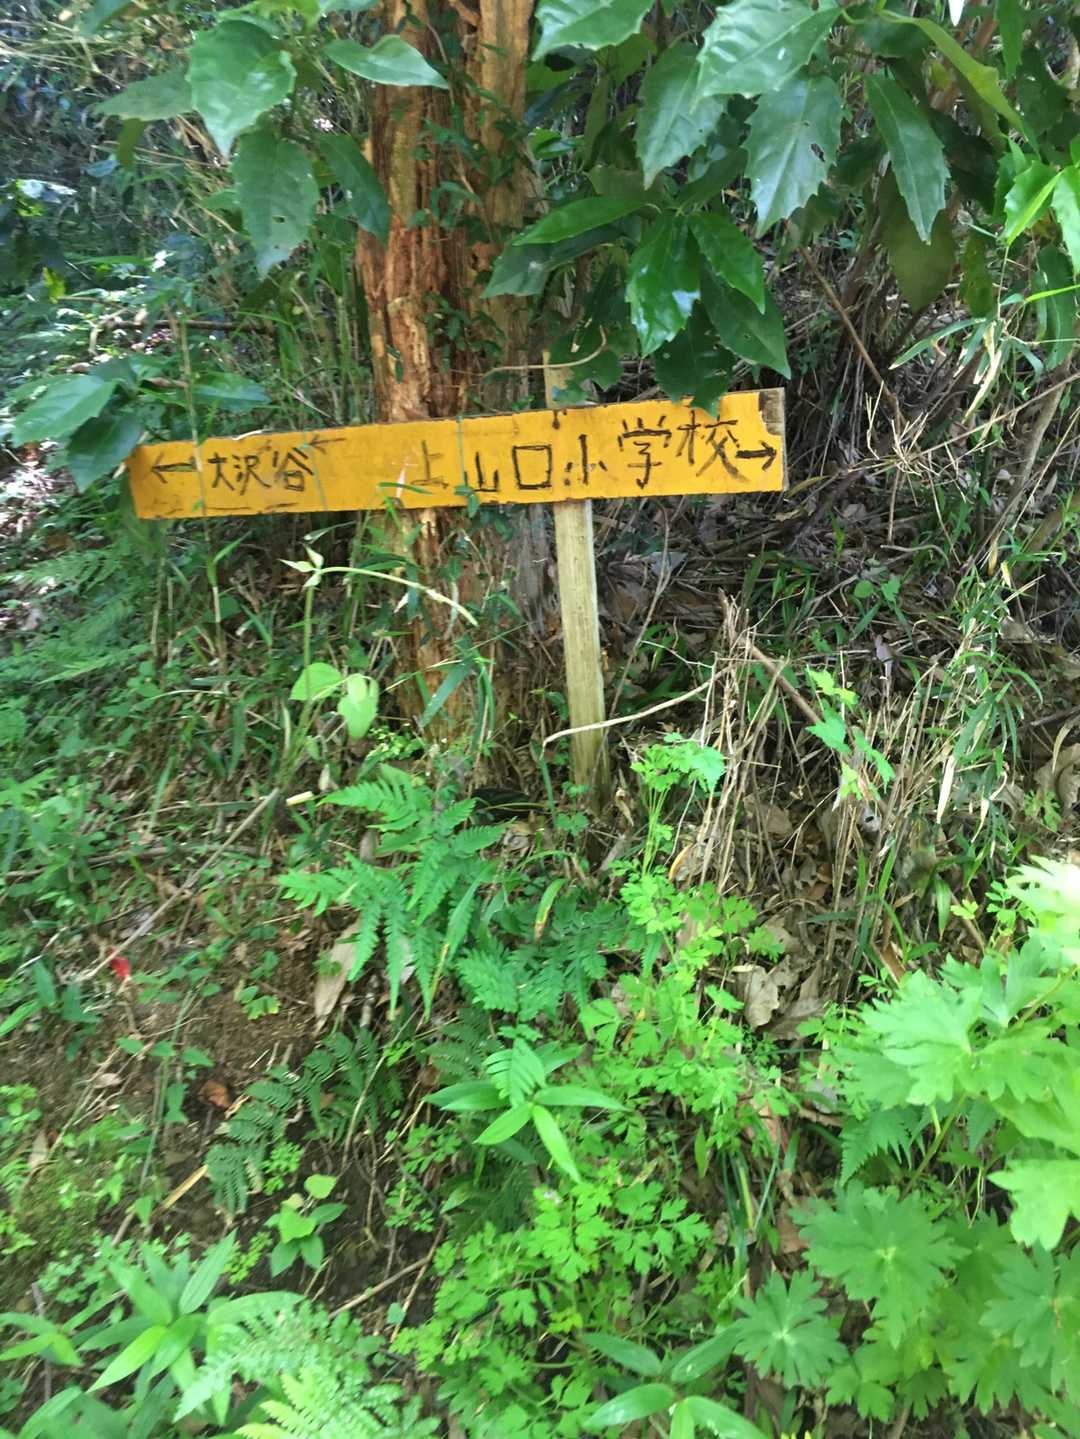 ← 大沢谷 上山口小学校 →